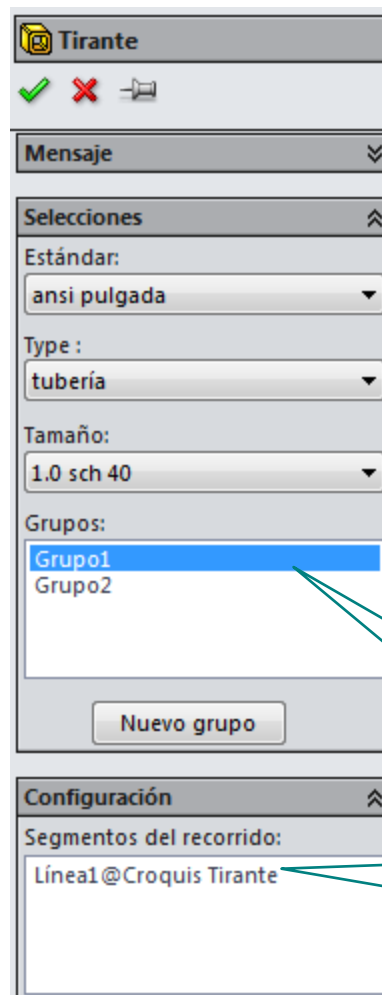 Tirante
Mensaje
Selecciones
Estándar:
ansi pulgada
Type :
tubería
Tamaño:
1.0 sch 40
Grupos:
Grupo1
Grupo2
Nuevo grupo
Configuración
Segmentos del recorrido:
Línea1@Croquis Tirante